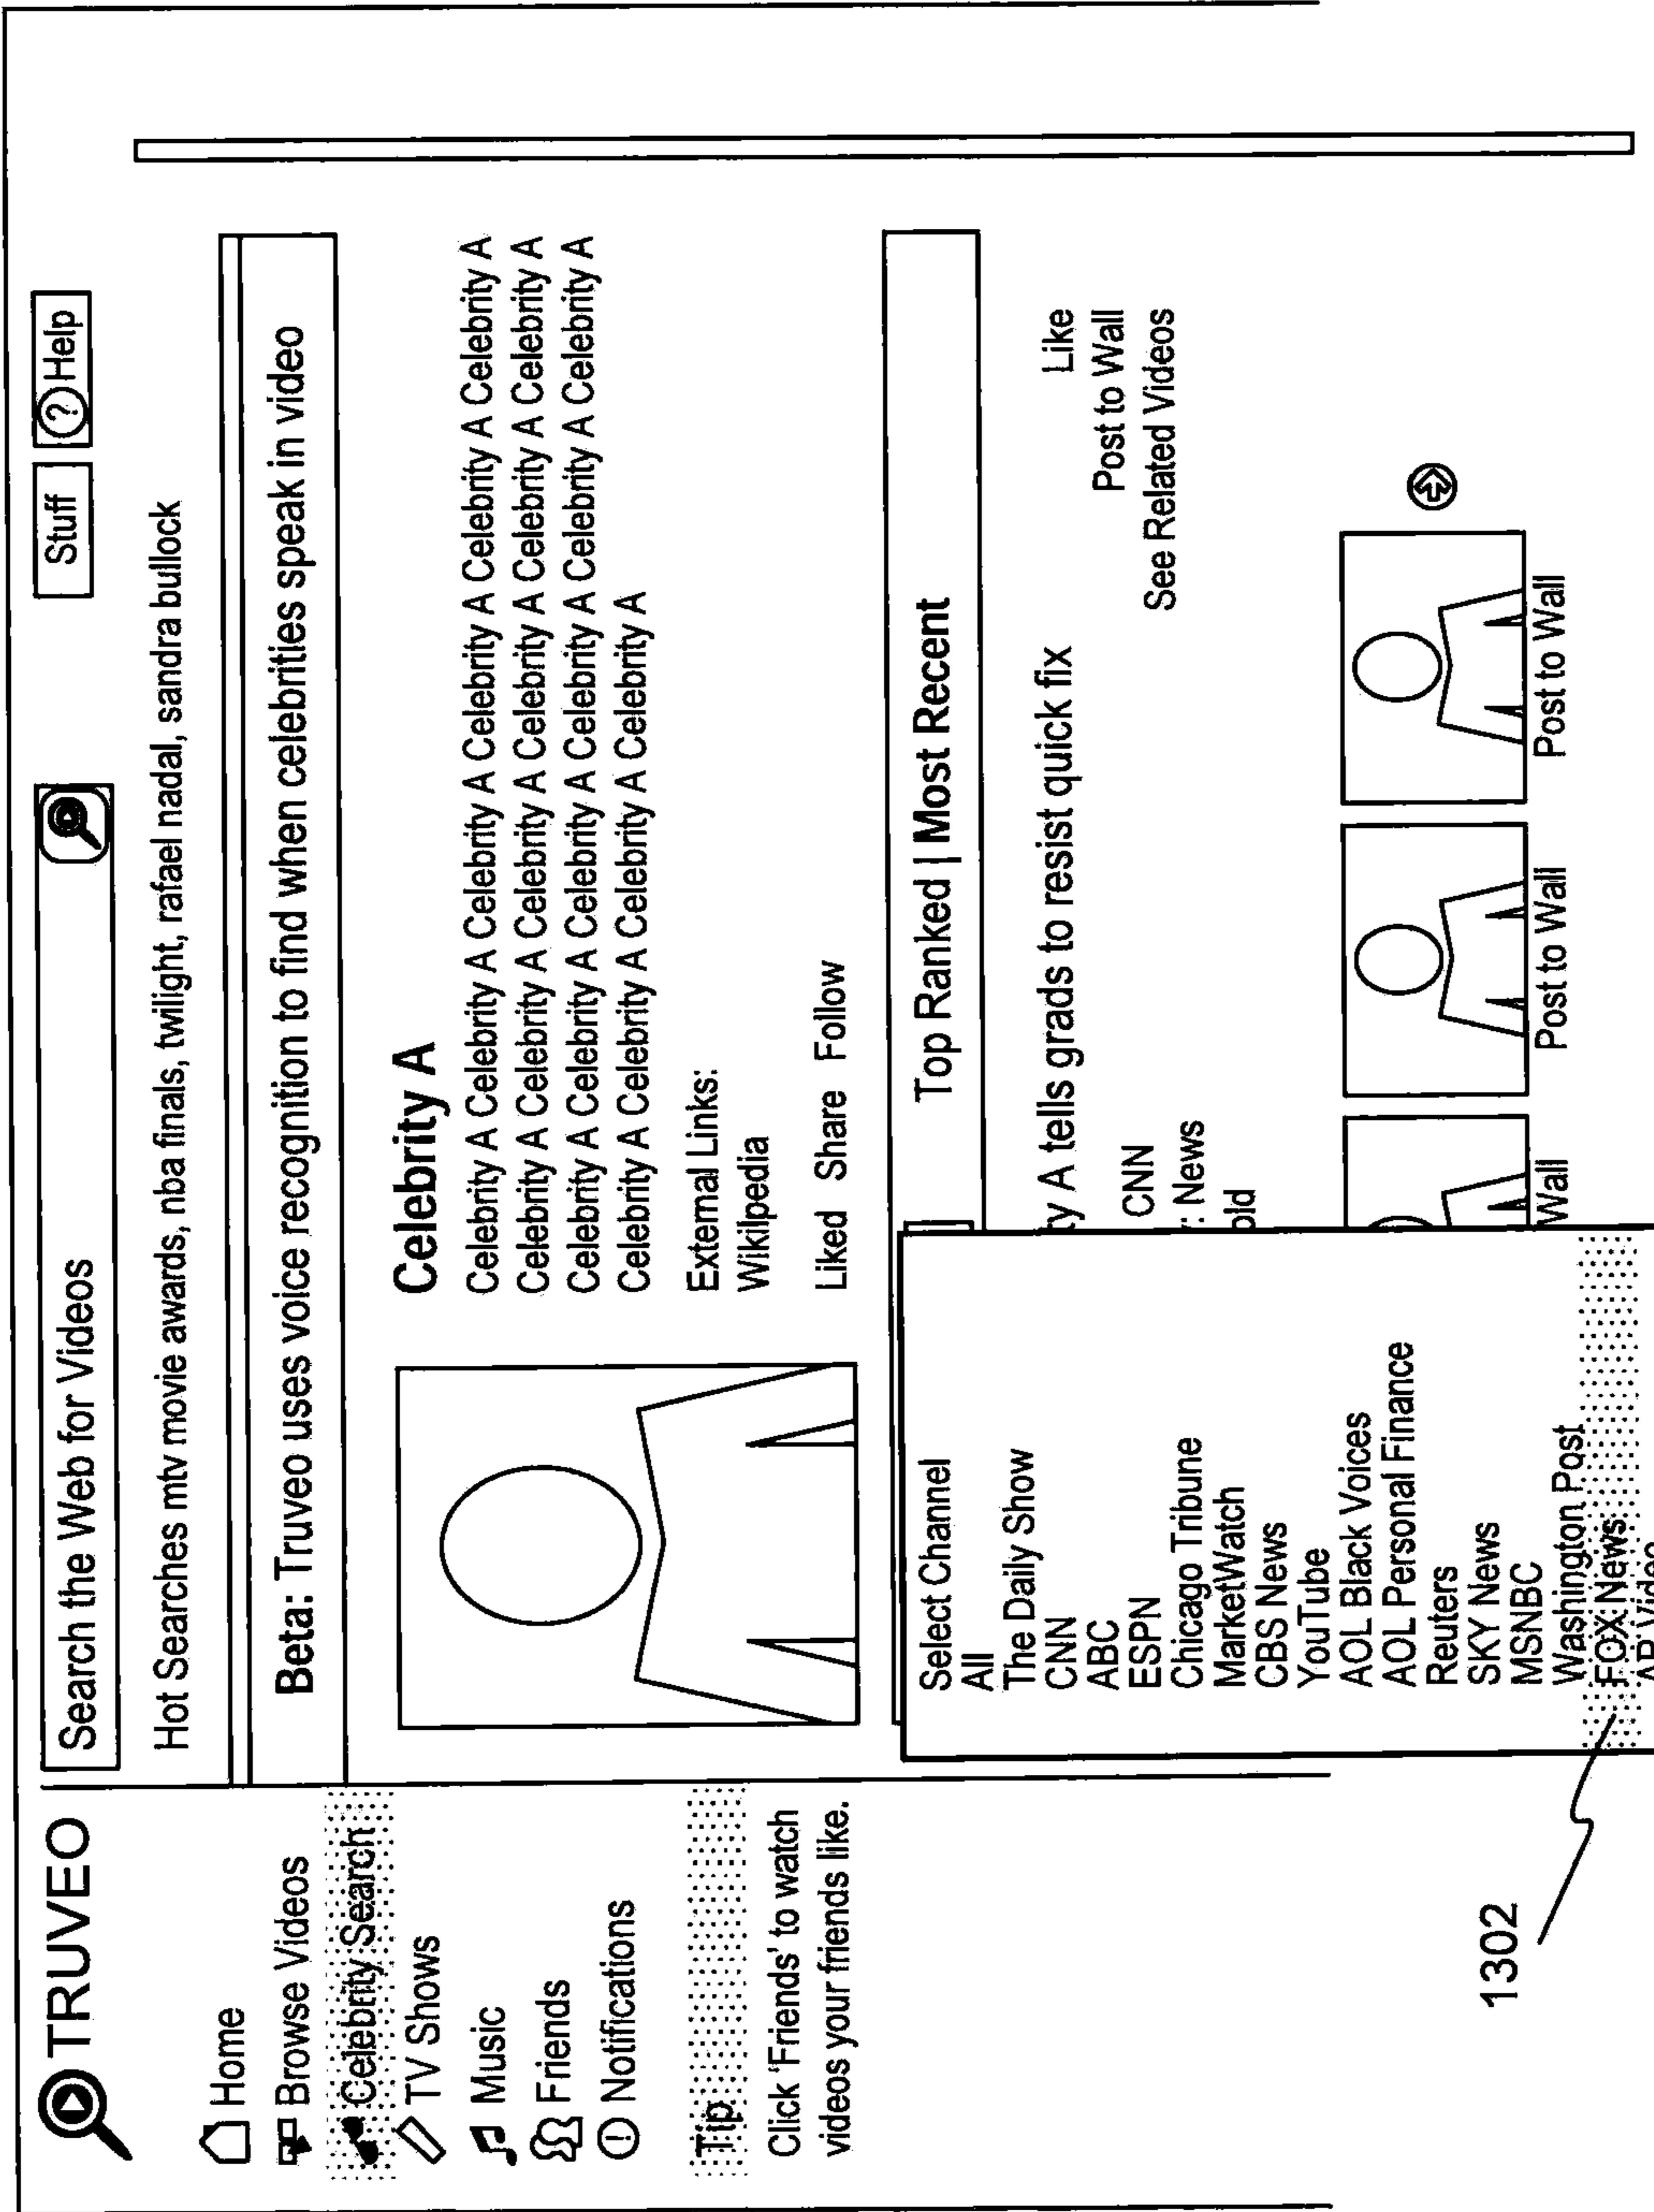 TRUVEO
Search the Web for Videos
Stuff
? Help
Hot Searches mtv movie awards, nba finals, twilight, rafael nadal, sandra bullock
Home
Browse Videos
Celebrity Search
TV Shows
Music
Friends
Notifications
Tip
Click 'Friends' to watch
videos your friends like.
Beta: Truveo uses voice recognition to find when celebrities speak in video
Celebrity A
Celebrity A Celebrity A Celebrity A Celebrity A Celebrity A Celebrity A
Celebrity A Celebrity A Celebrity A Celebrity A Celebrity A Celebrity A
Celebrity A Celebrity A Celebrity A Celebrity A Celebrity A Celebrity A
Celebrity A Celebrity A Celebrity A Celebrity A
External Links:
Wikilpedia
Liked Share Follow
Top Ranked | Most Recent
ty A tells grads to resist quick fix
CNN
: News
old
Like
Post to Wall
See Related Videos
Wall
Post to Wall
Post to Wall
Select Channel
All
The Daily Show
CNN
ABC
ESPN
Chicago Tribune
MarketWatch
CBS News
YouTube
AOL Black Voices
AOL Personal Finance
Reuters
SKY News
MSNBC
Washington Post
FOX News
AP Video
1302